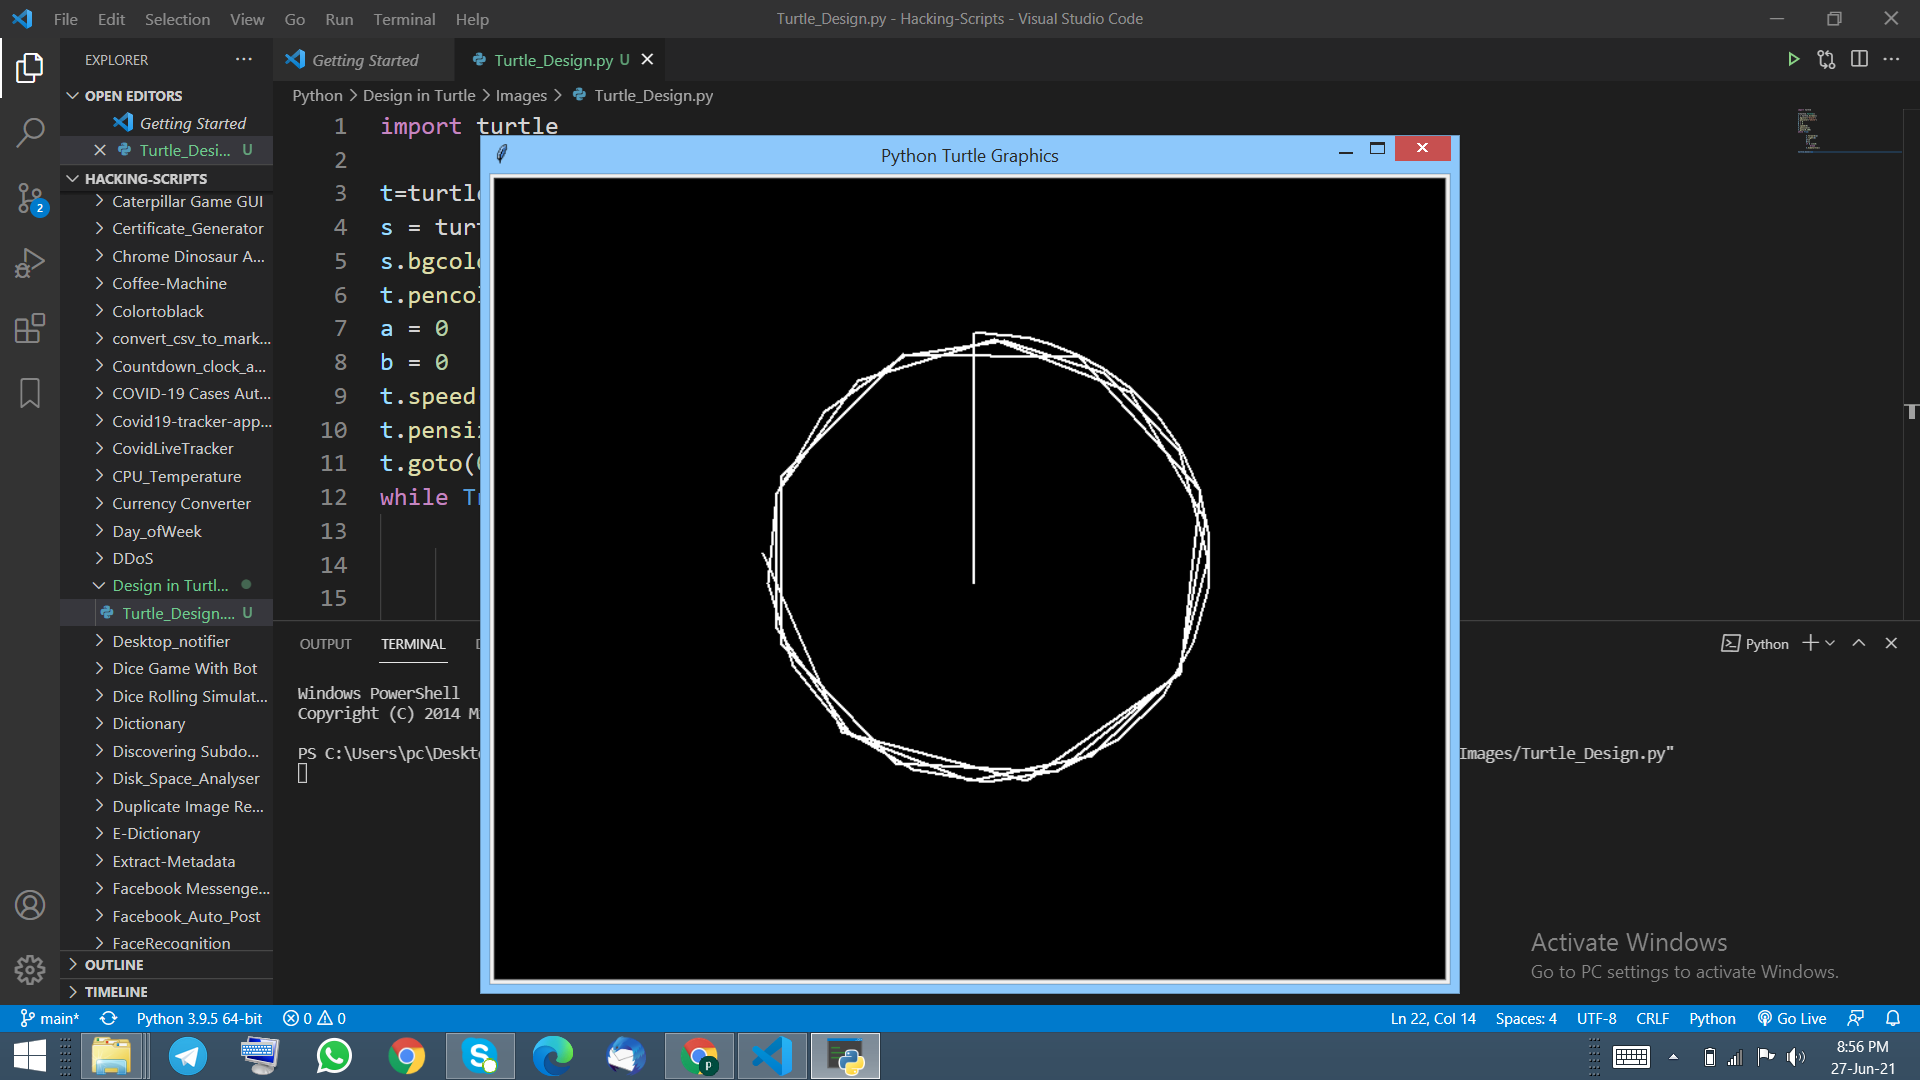 File Edit Selection View Go Run Terminal Help
Turtle_Design.py - Hacking-Scripts - Visual Studio Code
EXPLORER
OPEN EDITORS
Getting Started
Turtle_Desi... U
HACKING-SCRIPTS
Caterpillar Game GUI
Certificate_Generator
Chrome Dinosaur A...
Coffee-Machine
Colortoblack
convert_csv_to_mark...
Countdown_clock_a...
COVID-19 Cases Aut...
Covid19-tracker-app...
CovidLiveTracker
CPU_Temperature
Currency Converter
Day_ofWeek
DDoS
Design in Turtl...
Turtle_Design.... U
Desktop_notifier
Dice Game With Bot
Dice Rolling Simulat...
Dictionary
Discovering Subdo...
Disk_Space_Analyser
Duplicate Image Re...
E-Dictionary
Extract-Metadata
Facebook Messenge...
Facebook_Auto_Post
FaceRecognition
OUTLINE
TIMELINE
2
Getting Started
Turtle_Design.py U
Python > Design in Turtle > Images > Turtle_Design.py
1 import turtle
2
3 t=turtl
4 s = tur
5 s.bgcol
6 t.penco
7 a = 0
8 b = 0
9 t.speed
10 t.pensi
11 t.goto(
12 while T
13
14
15
Python Turtle Graphics
OUTPUT TERMINAL
Python
Windows PowerShell
Copyright (C) 2014 M
PS C:\Users\pc\Deskt
Images/Turtle_Design.py"
Activate Windows
Go to PC settings to activate Windows.
main* Python 3.9.5 64-bit 0 0
Ln 22, Col 14 Spaces: 4 UTF-8 CRLF Python Go Live
8:56 PM
27-Jun-21